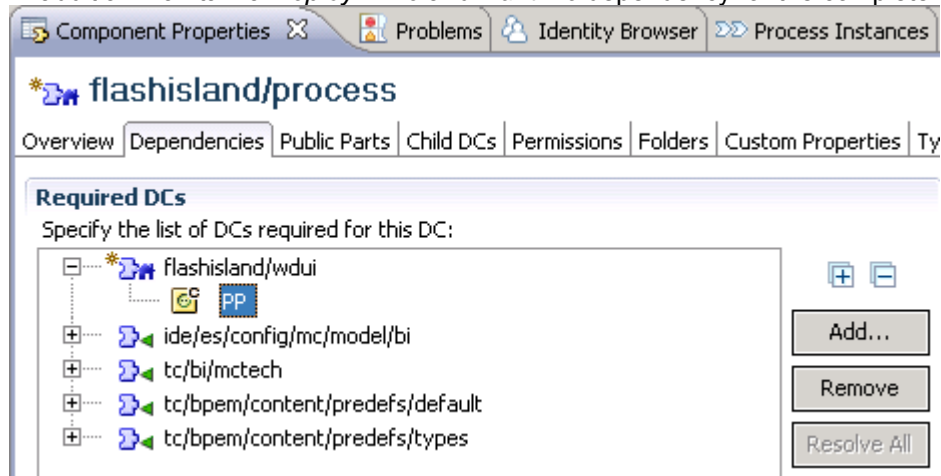 Component Properties Problems Identity Browser Process Instances
flashisland/process
Overview Dependencies Public Parts Child DCs Permissions Folders Custom Properties Ty
Required DCs
Specify the list of DCs required for this DC:
flashisland/wdui
PP
ide/es/config/mc/model/bi
tc/bi/mctech
tc/bpem/content/predefs/default
tc/bpem/content/predefs/types
Add...
Remove
Resolve All